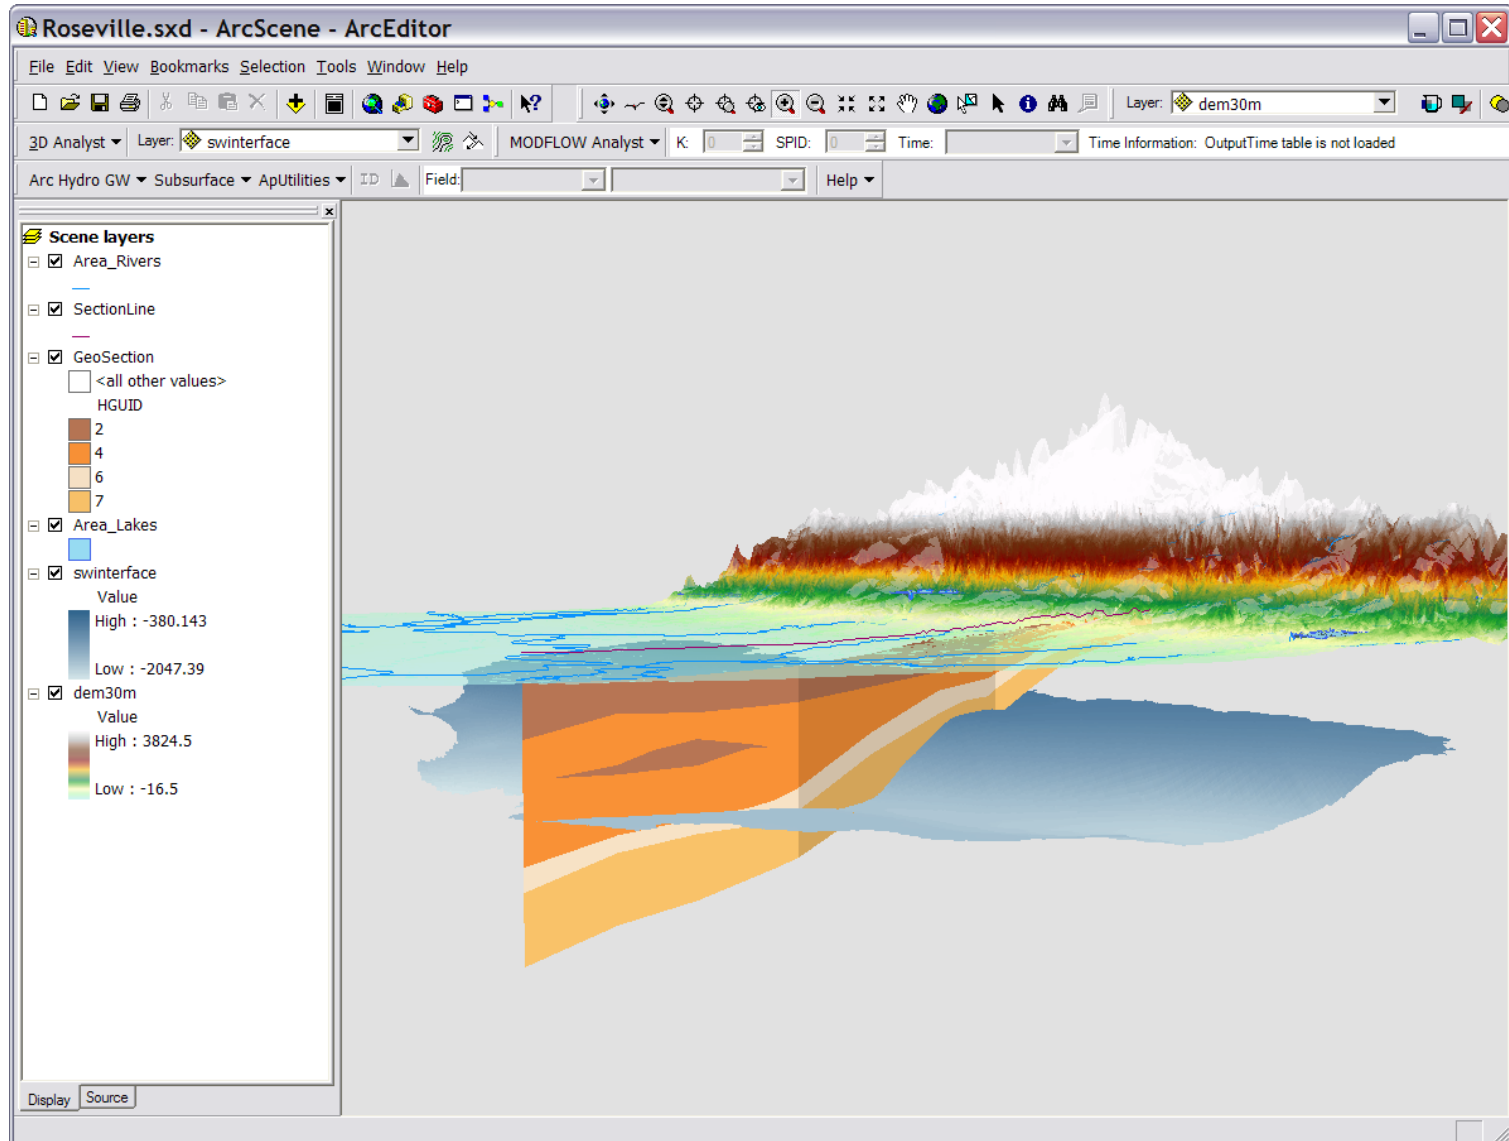 Roseville.sxd - ArcScene - ArcEditor
File Edit View Bookmarks Selection Tools Window Help
Layer: dem30m
3D Analyst Layer: swinterface MODFLOW Analyst K: 0 SPID: 0 Time: Time Information: OutputTime table is not loaded
Arc Hydro GW Subsurface ApUtilities ID Field: Help
Scene layers
Area_Rivers
SectionLine
GeoSection
<all other values>
HGUID
2
4
6
7
Area_Lakes
swinterface
Value
High : -380.143
Low : -2047.39
dem30m
Value
High : 3824.5
Low : -16.5
Display Source